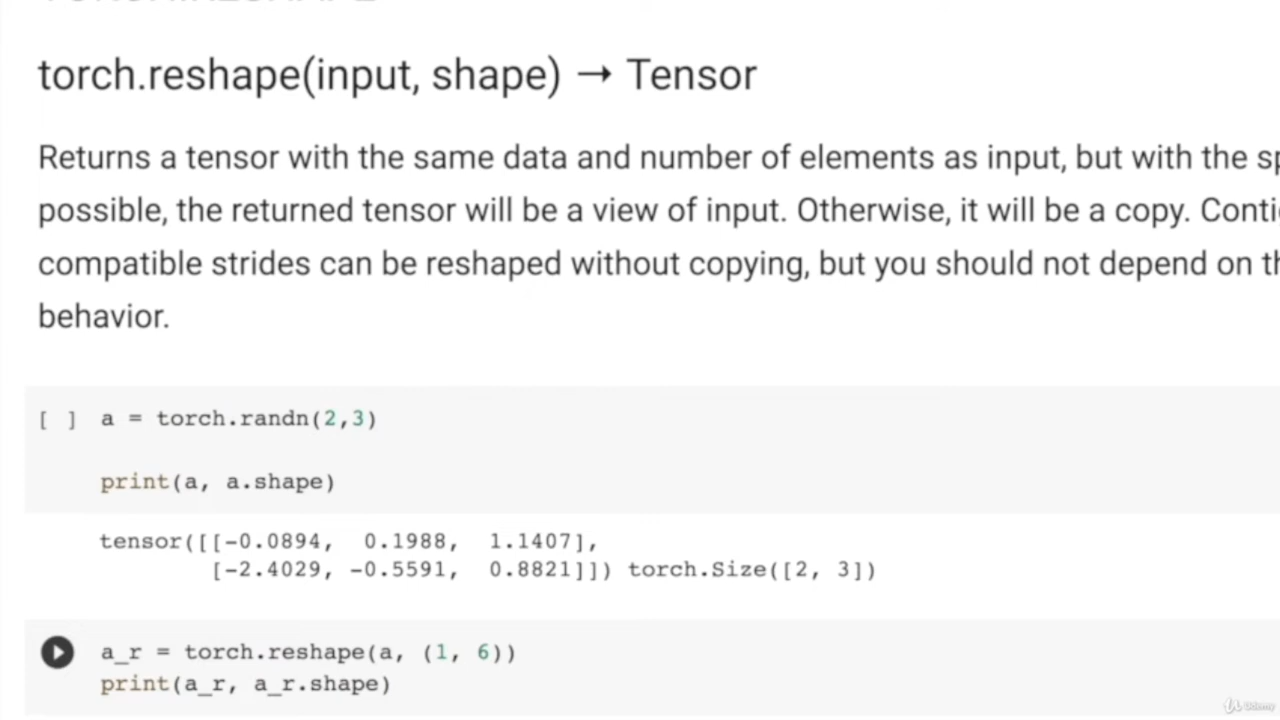 torch.reshape(input, shape) → Tensor
Returns a tensor with the same data and number of elements as input, but with the
possible, the returned tensor will be a view of input. Otherwise, it will be a copy.
compatible strides can be reshaped without copying, but you should not depend on
behavior.
[ ] a = torch.randn(2,3)
print(a, a.shape)
tensor([[-0.0894, 0.1988, 1.1407],
[-2.4029, -0.5591, 0.8821]]) torch.Size([2, 3])
a_r = torch.reshape(a, (1, 6))
print(a_r, a_r.shape)
Udemy